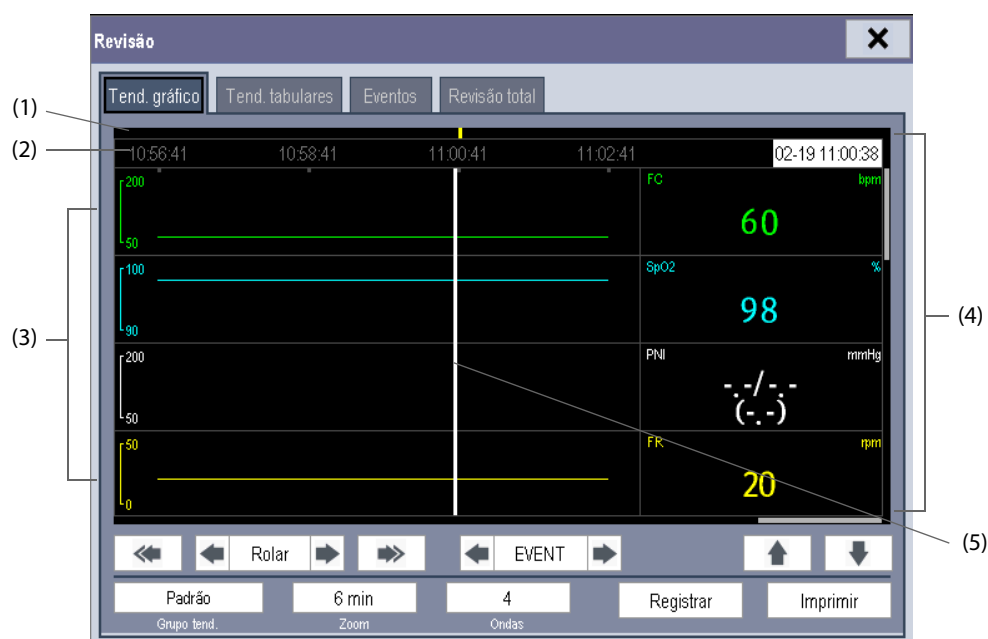 Revisão
Tend. gráfico Tend. tabulares Eventos Revisão total
(1)
(2)
10:56:41 10:58:41 11:00:41 11:02:41 02-19 11:00:38
200 FC bpm
60
50
100 SpO2 %
98
90
(3)
(4)
200 PNI mmHg
-.-/-.-
(-.-)
50
50 FR rpm
20
0
(5)
Rolar EVENT
Padrão 6 min 4 Registrar Imprimir
Grupo tend. Zoom Ondas